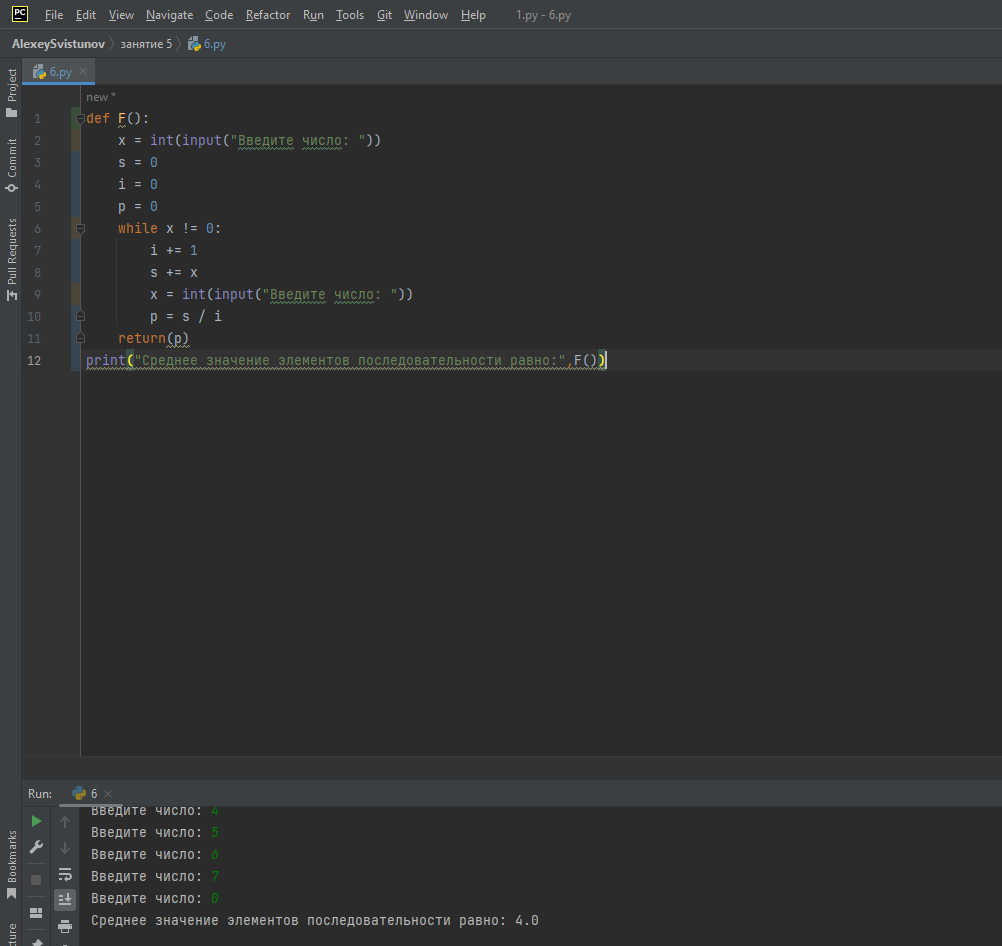 PC File Edit View Navigate Code Refactor Run Tools Git Window Help 1.py - 6.py
AlexeySvistunov занятие 5 6.py
6.py
Project
Commit
Pull Requests
new *
1 def F():
2 x = int(input("Введите число: "))
3 s = 0
4 i = 0
5 p = 0
6 while x != 0:
7 i += 1
8 s += x
9 x = int(input("Введите число: "))
10 p = s / i
11 return(p)
12 print("Среднее значение элементов последовательности равно:",F())
Run: 6
Введите число: 4
Введите число: 5
Введите число: 6
Введите число: 7
Введите число: 0
Среднее значение элементов последовательности равно: 4.0
Bookmarks